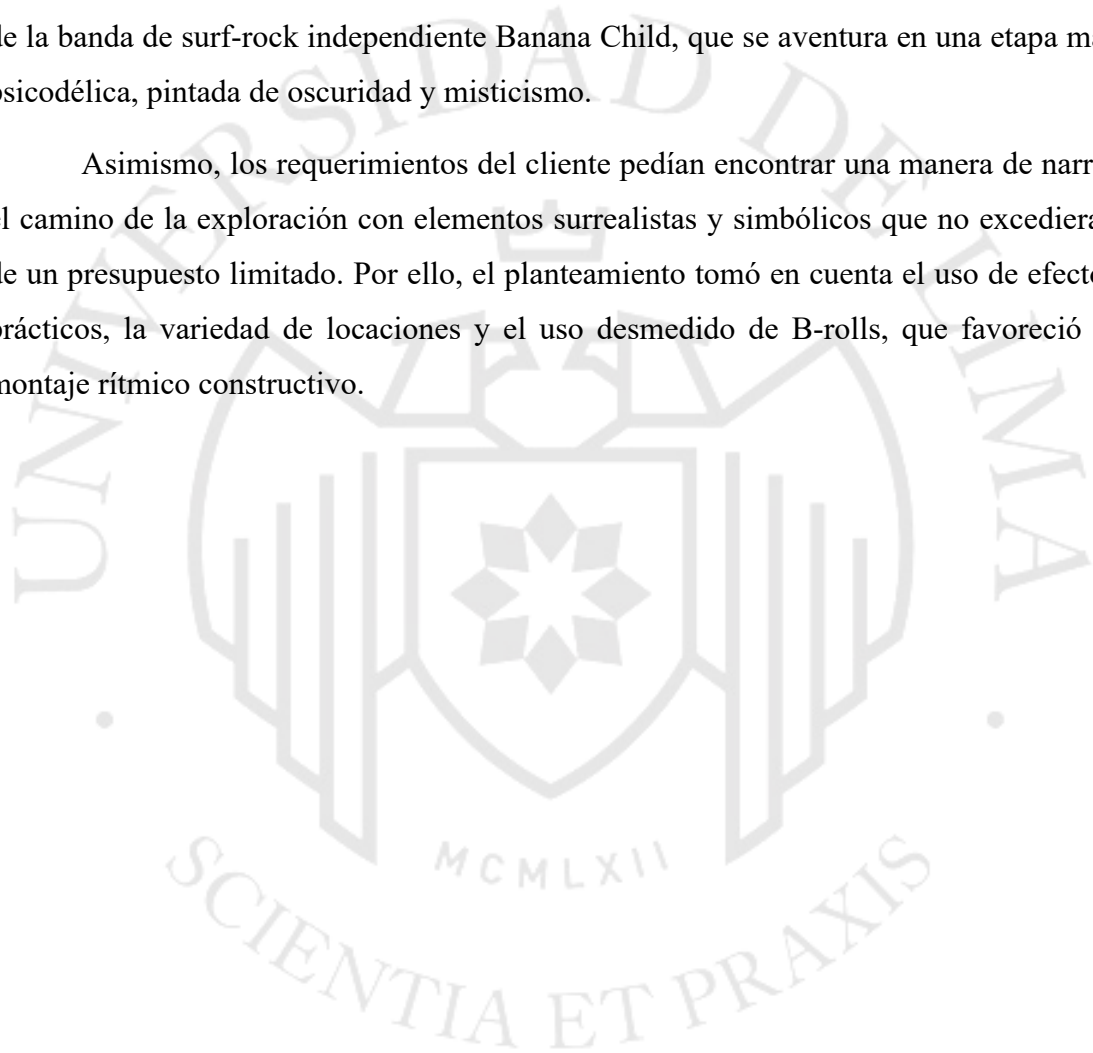 de la banda de surf-rock independiente Banana Child, que se aventura en una etapa má
psicodélica, pintada de oscuridad y misticismo.
Asimismo, los requerimientos del cliente pedían encontrar una manera de narr
el camino de la exploración con elementos surrealistas y simbólicos que no excediera
de un presupuesto limitado. Por ello, el planteamiento tomó en cuenta el uso de efecto
prácticos, la variedad de locaciones y el uso desmedido de B-rolls, que favoreció
montaje rítmico constructivo.
UNIVERSIDAD DE LIMA
MCMLXII
SCIENTIA ET PRAXIS